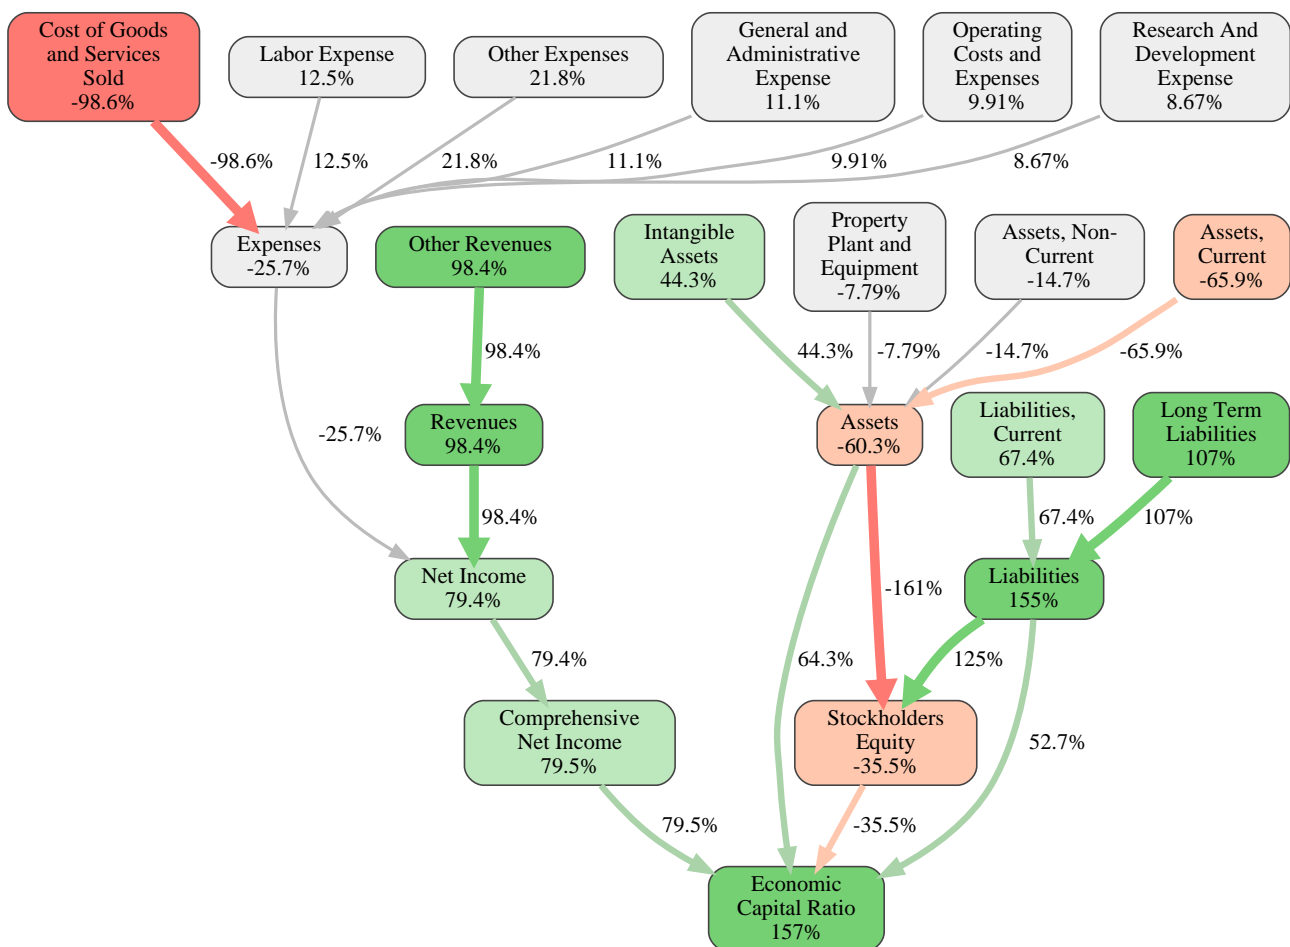 Cost of Goods
and Services
Sold
-98.6%
Labor Expense
12.5%
Other Expenses
21.8%
General and
Administrative
Expense
11.1%
Operating
Costs and
Expenses
9.91%
Research And
Development
Expense
8.67%
-98.6%
12.5%
21.8%
11.1%
9.91%
8.67%
Expenses
-25.7%
Other Revenues
98.4%
Intangible
Assets
44.3%
Property
Plant and
Equipment
-7.79%
Assets, Non-
Current
-14.7%
Assets,
Current
-65.9%
98.4%
44.3%
-7.79%
-14.7%
-65.9%
-25.7%
Revenues
98.4%
Assets
-60.3%
Liabilities,
Current
67.4%
Long Term
Liabilities
107%
98.4%
67.4%
107%
Net Income
79.4%
-161%
Liabilities
155%
79.4%
64.3%
125%
Comprehensive
Net Income
79.5%
Stockholders
Equity
-35.5%
52.7%
79.5%
-35.5%
Economic
Capital Ratio
157%